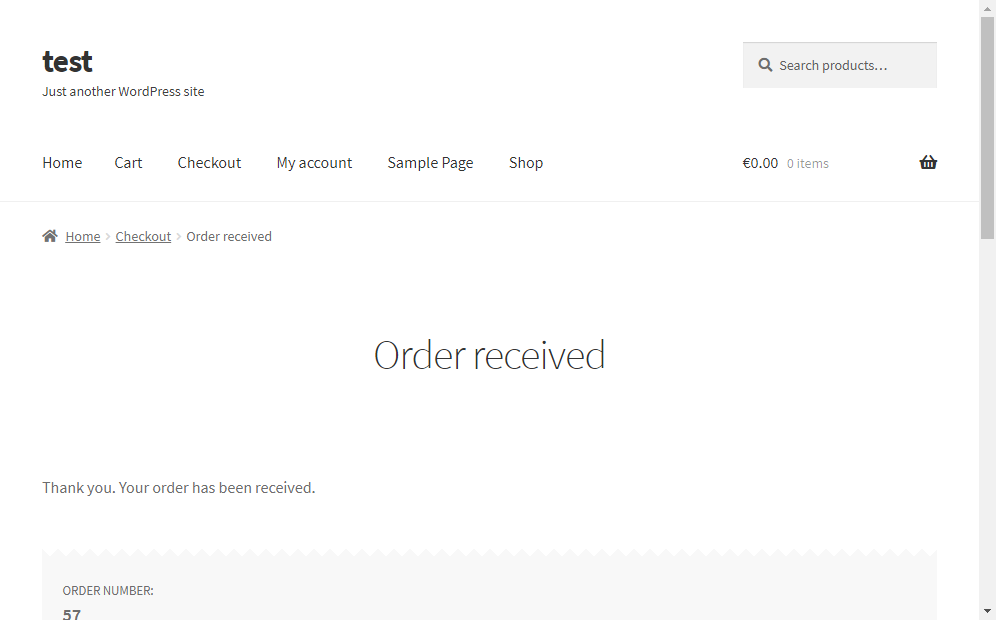 test
Just another WordPress site
Search products…
Home Cart Checkout My account Sample Page Shop
€0.00 0 items
Home Checkout Order received
Order received
Thank you. Your order has been received.
ORDER NUMBER:
57